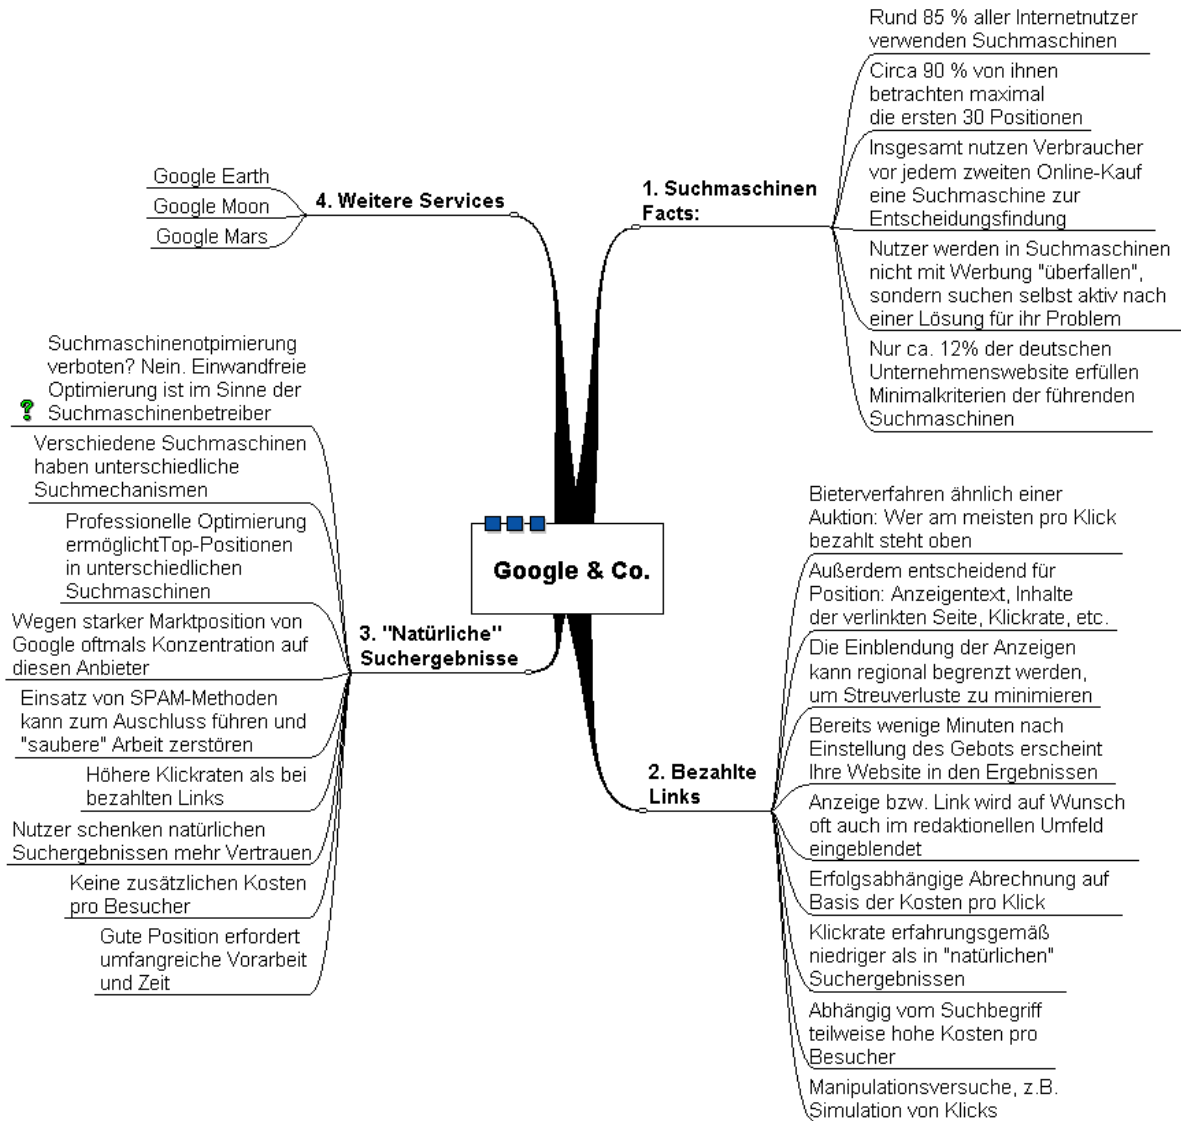 Google & Co.
1. Suchmaschinen
Facts:
Rund 85 % aller Internetnutzer
verwenden Suchmaschinen
Circa 90 % von ihnen
betrachten maximal
die ersten 30 Positionen
Insgesamt nutzen Verbraucher
vor jedem zweiten Online-Kauf
eine Suchmaschine zur
Entscheidungsfindung
Nutzer werden in Suchmaschinen
nicht mit Werbung "überfallen",
sondern suchen selbst aktiv nach
einer Lösung für ihr Problem
Nur ca. 12% der deutschen
Unternehmenswebsite erfüllen
Minimalkriterien der führenden
Suchmaschinen
2. Bezahlte
Links
Bieterverfahren ähnlich einer
Auktion: Wer am meisten pro Klick
bezahlt steht oben
Außerdem entscheidend für
Position: Anzeigentext, Inhalte
der verlinkten Seite, Klickrate, etc.
Die Einblendung der Anzeigen
kann regional begrenzt werden,
um Streuverluste zu minimieren
Bereits wenige Minuten nach
Einstellung des Gebots erscheint
Ihre Website in den Ergebnissen
Anzeige bzw. Link wird auf Wunsch
oft auch im redaktionellen Umfeld
eingeblendet
Erfolgsabhängige Abrechnung auf
Basis der Kosten pro Klick
Klickrate erfahrungsgemäß
niedriger als in "natürlichen"
Suchergebnissen
Abhängig vom Suchbegriff
teilweise hohe Kosten pro
Besucher
Manipulationsversuche, z.B.
Simulation von Klicks
3. "Natürliche"
Suchergebnisse
Suchmaschinenotpimierung
verboten? Nein. Einwandfreie
Optimierung ist im Sinne der
? Suchmaschinenbetreiber
Verschiedene Suchmaschinen
haben unterschiedliche
Suchmechanismen
Professionelle Optimierung
ermöglichtTop-Positionen
in unterschiedlichen
Suchmaschinen
Wegen starker Marktposition von
Google oftmals Konzentration auf
diesen Anbieter
Einsatz von SPAM-Methoden
kann zum Auschluss führen und
"saubere" Arbeit zerstören
Höhere Klickraten als bei
bezahlten Links
Nutzer schenken natürlichen
Suchergebnissen mehr Vertrauen
Keine zusätzlichen Kosten
pro Besucher
Gute Position erfordert
umfangreiche Vorarbeit
und Zeit
4. Weitere Services
Google Earth
Google Moon
Google Mars